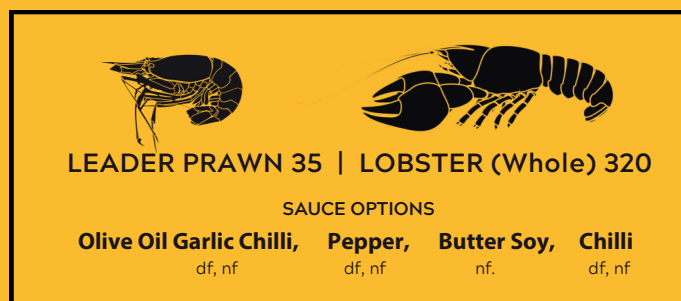 LEADER PRAWN 35 | LOBSTER (Whole) 320
SAUCE OPTIONS
Olive Oil Garlic Chilli, Pepper, Butter Soy, Chilli
df, nf df, nf nf. df, nf